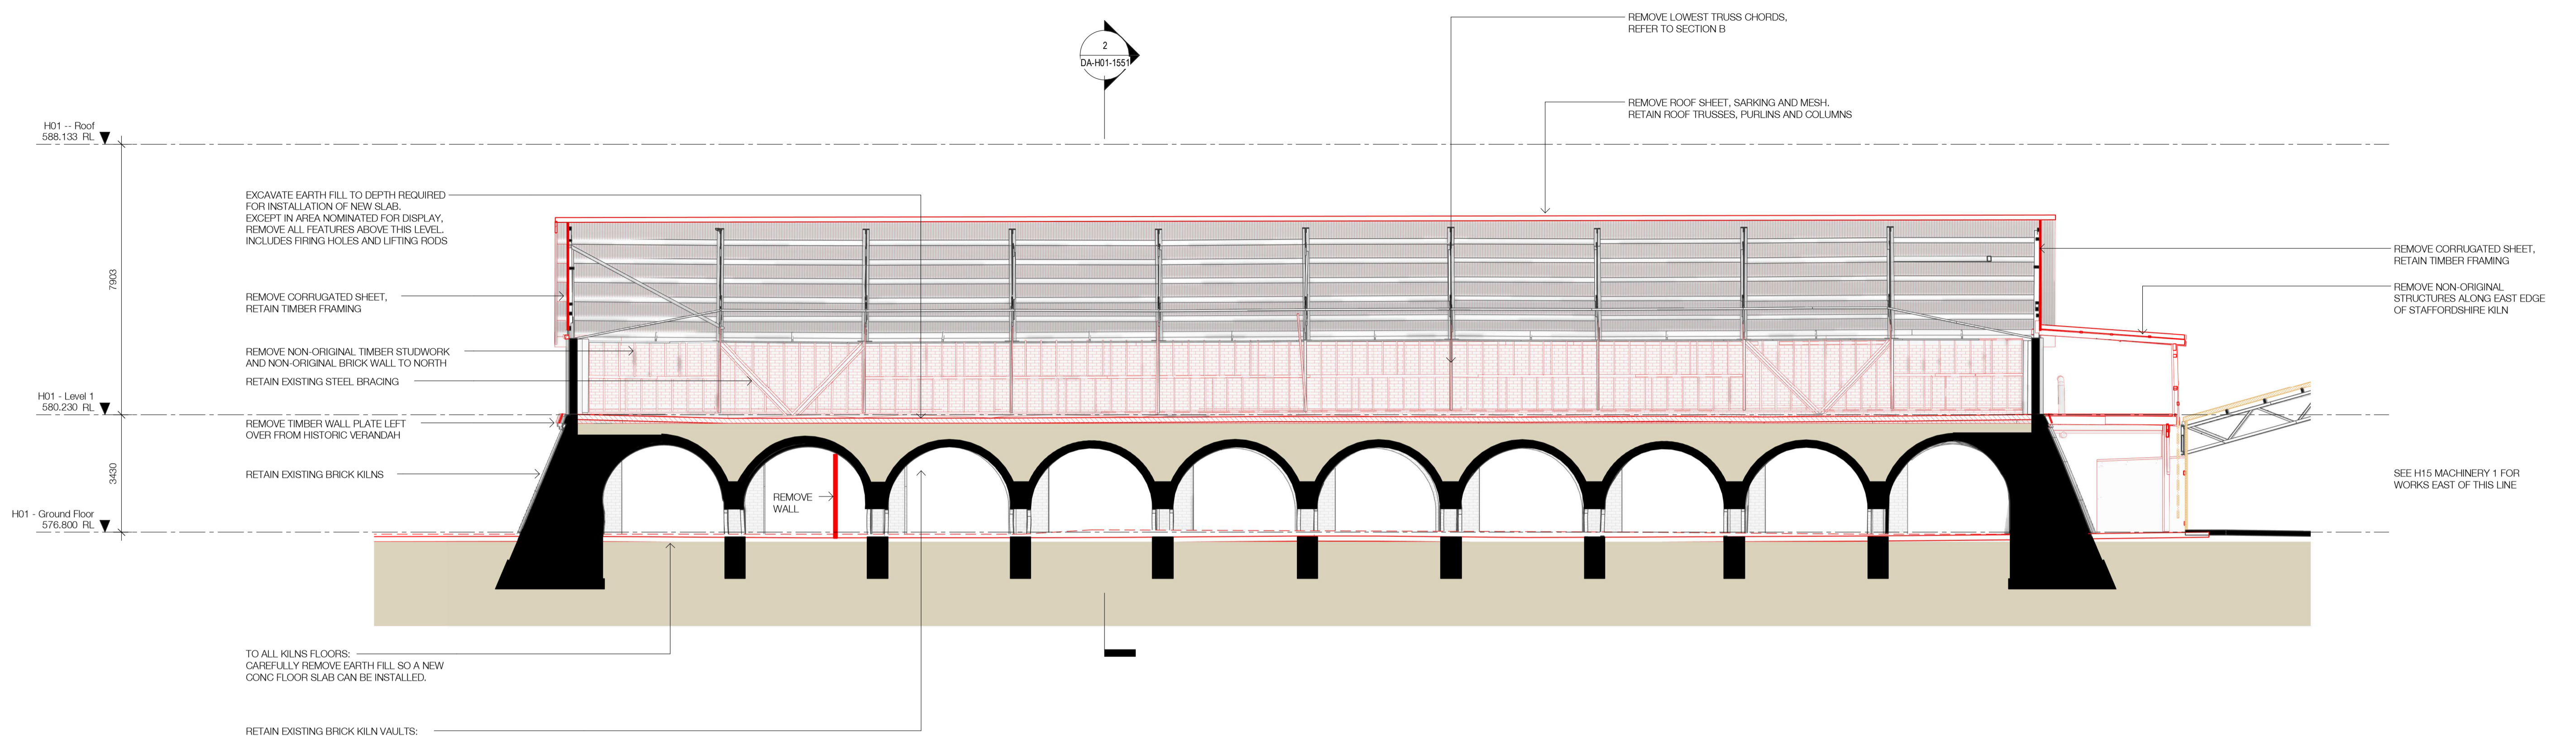 REMOVE LOWEST TRUSS CHORDS,
REFER TO SECTION B
2
DA-H01-1551
REMOVE ROOF SHEET, SARKING AND MESH.
RETAIN ROOF TRUSSES, PURLINS AND COLUMNS
H01 -- Roof
588.133 RL
EXCAVATE EARTH FILL TO DEPTH REQUIRED
FOR INSTALLATION OF NEW SLAB.
EXCEPT IN AREA NOMINATED FOR DISPLAY,
REMOVE ALL FEATURES ABOVE THIS LEVEL.
INCLUDES FIRING HOLES AND LIFTING RODS
7903
REMOVE CORRUGATED SHEET,
RETAIN TIMBER FRAMING
REMOVE CORRUGATED SHEET,
RETAIN TIMBER FRAMING
REMOVE NON-ORIGINAL
STRUCTURES ALONG EAST EDGE
OF STAFFORDSHIRE KILN
REMOVE NON-ORIGINAL TIMBER STUDWORK
AND NON-ORIGINAL BRICK WALL TO NORTH
RETAIN EXISTING STEEL BRACING
H01 - Level 1
580.230 RL
REMOVE TIMBER WALL PLATE LEFT
OVER FROM HISTORIC VERANDAH
3430
RETAIN EXISTING BRICK KILNS
REMOVE
WALL
SEE H15 MACHINERY 1 FOR
WORKS EAST OF THIS LINE
H01 - Ground Floor
576.800 RL
TO ALL KILNS FLOORS:
CAREFULLY REMOVE EARTH FILL SO A NEW
CONC FLOOR SLAB CAN BE INSTALLED.
RETAIN EXISTING BRICK KILN VAULTS: